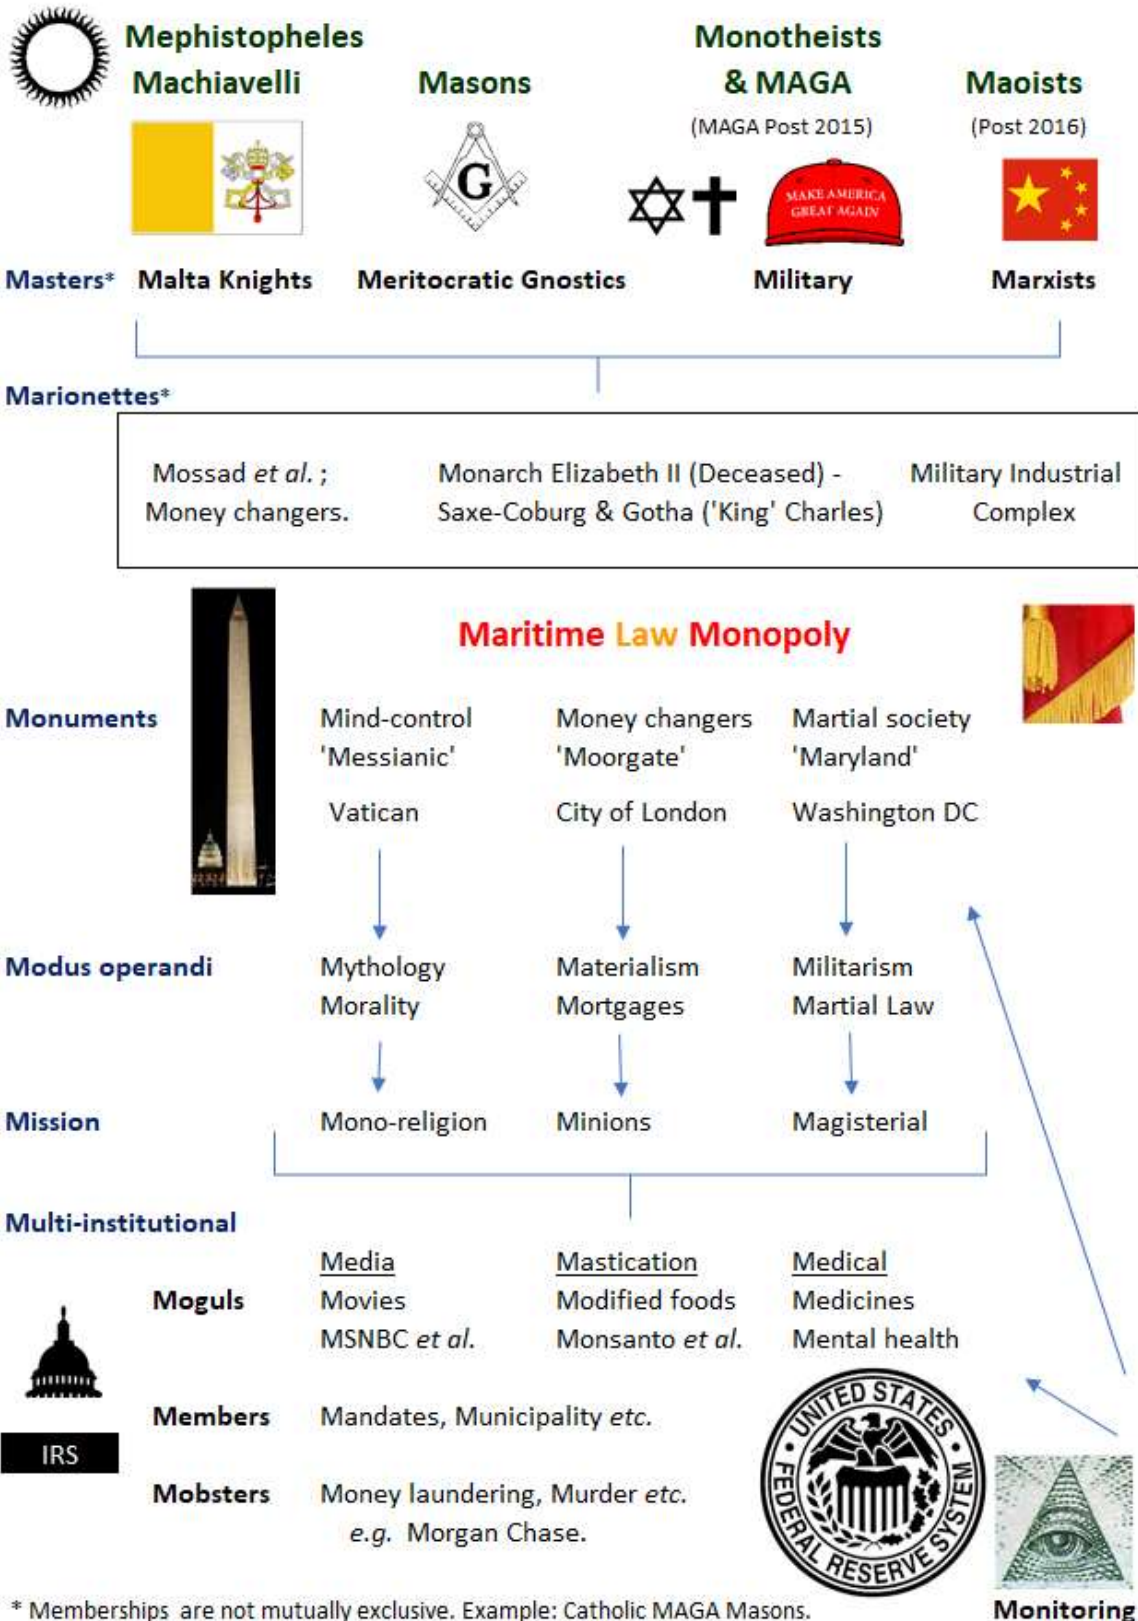 Mephistopheles
Machiavelli
Masons
Monotheists
& MAGA
(MAGA Post 2015)
Maoists
(Post 2016)
G
MAKE AMERICA
GREAT AGAIN
Masters* Malta Knights Meritocratic Gnostics Military Marxists
Marionettes*
Mossad et al. ; Monarch Elizabeth II (Deceased) - Military Industrial
Money changers. Saxe-Coburg & Gotha ('King' Charles) Complex
Maritime Law Monopoly
Monuments Mind-control Money changers Martial society
'Messianic' 'Moorgate' 'Maryland'
Vatican City of London Washington DC
Modus operandi Mythology Materialism Militarism
Morality Mortgages Martial Law
Mission Mono-religion Minions Magisterial
Multi-institutional
Media Mastication Medical
Moguls Movies Modified foods Medicines
MSNBC et al. Monsanto et al. Mental health
Members Mandates, Municipality etc.
IRS
Mobsters Money laundering, Murder etc.
e.g. Morgan Chase.
UNITED STATES
FEDERAL RESERVE SYSTEM
* Memberships are not mutually exclusive. Example: Catholic MAGA Masons.
Monitoring